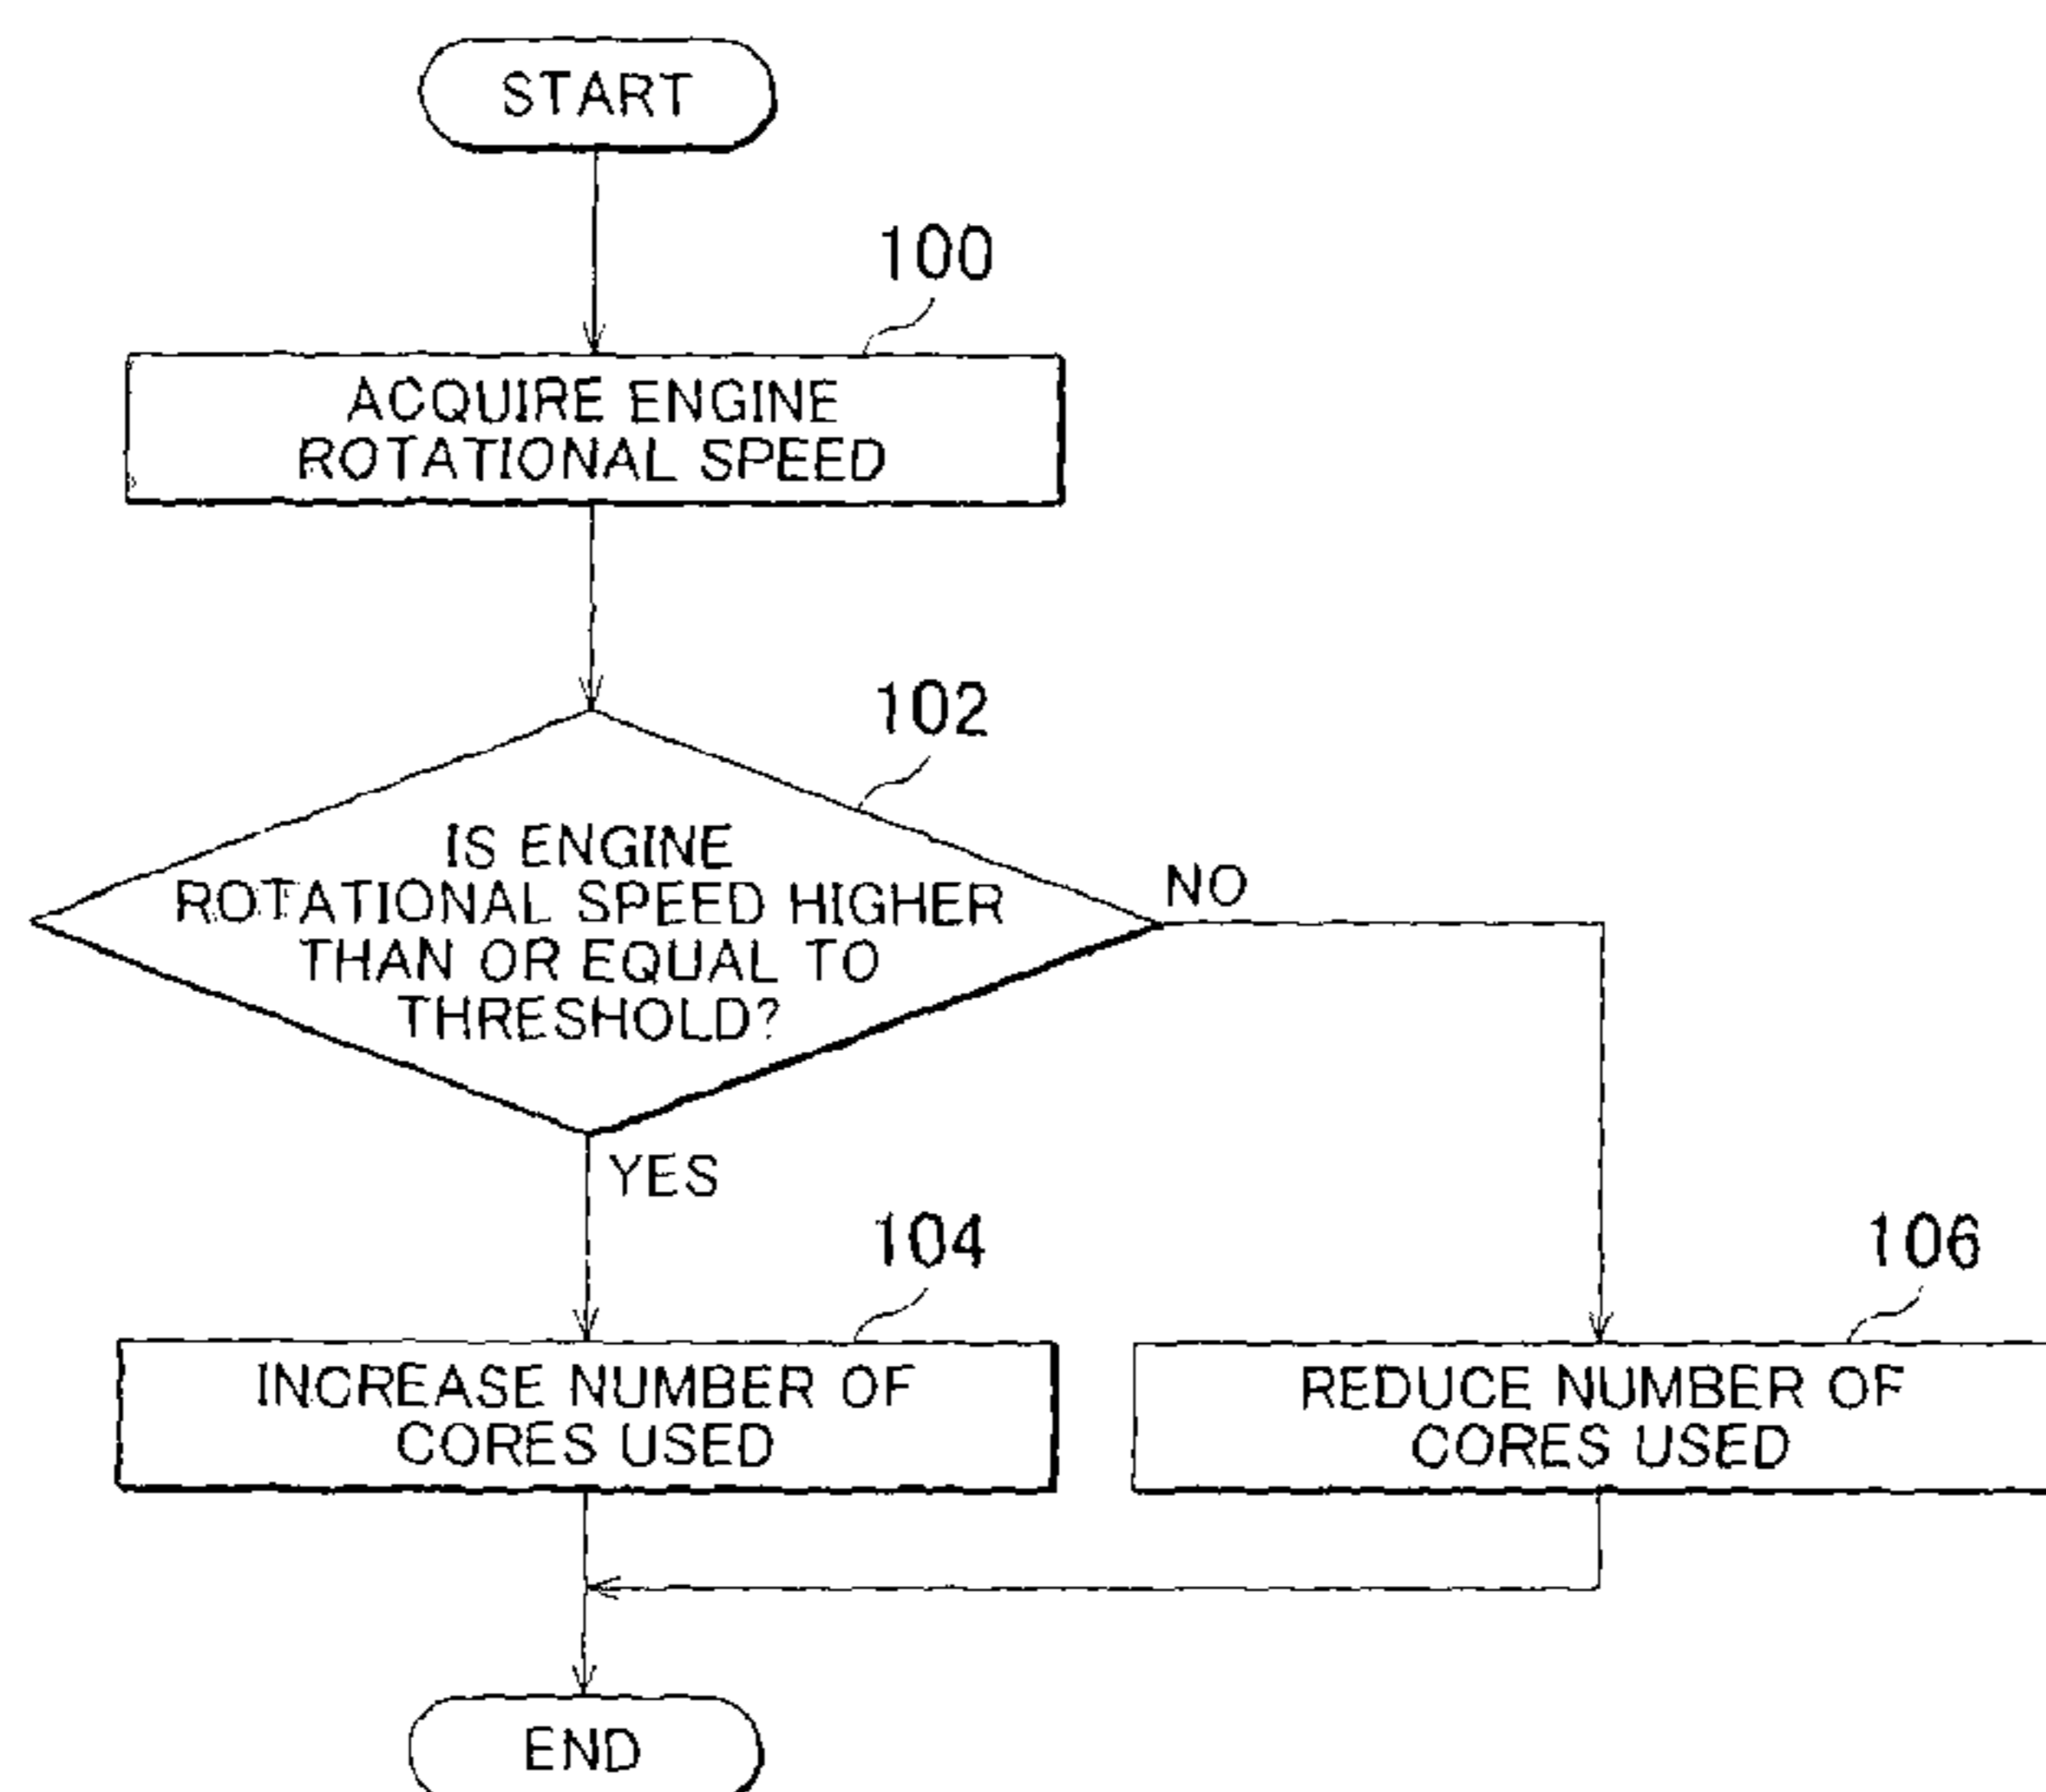 START
100
ACQUIRE ENGINE
ROTATIONAL SPEED
102
IS ENGINE
ROTATIONAL SPEED HIGHER
THAN OR EQUAL TO
THRESHOLD?
NO
YES
104
INCREASE NUMBER OF
CORES USED
106
REDUCE NUMBER OF
CORES USED
END